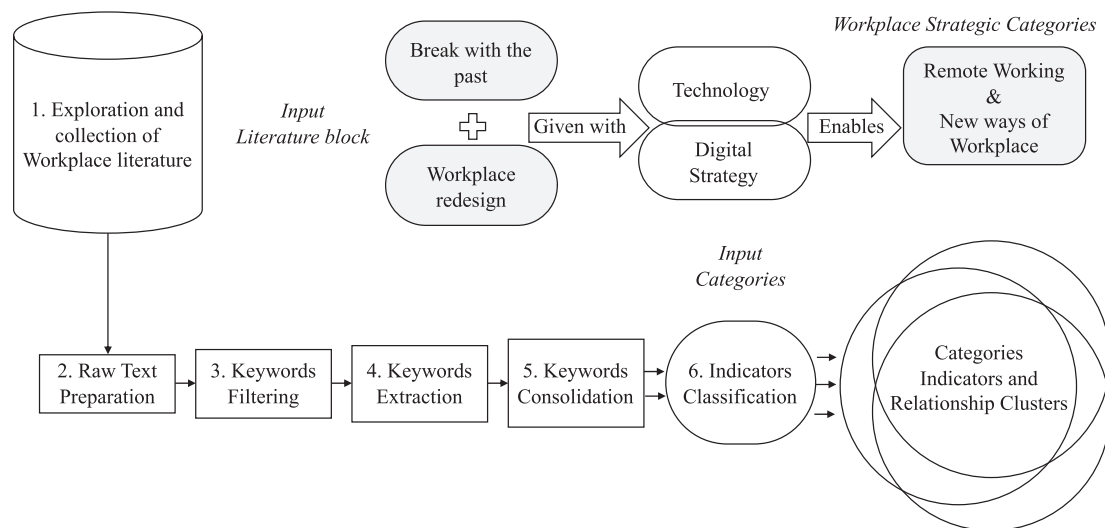 Workplace Strategic Categories
1. Exploration and
collection of
Workplace literature
Input
Literature block
Break with the
past
Workplace
redesign
Given with
Technology
Digital
Strategy
Enables
Remote Working
&
New ways of
Workplace
Input
Categories
2. Raw Text
Preparation
3. Keywords
Filtering
4. Keywords
Extraction
5. Keywords
Consolidation
6. Indicators
Classification
Categories
Indicators and
Relationship Clusters